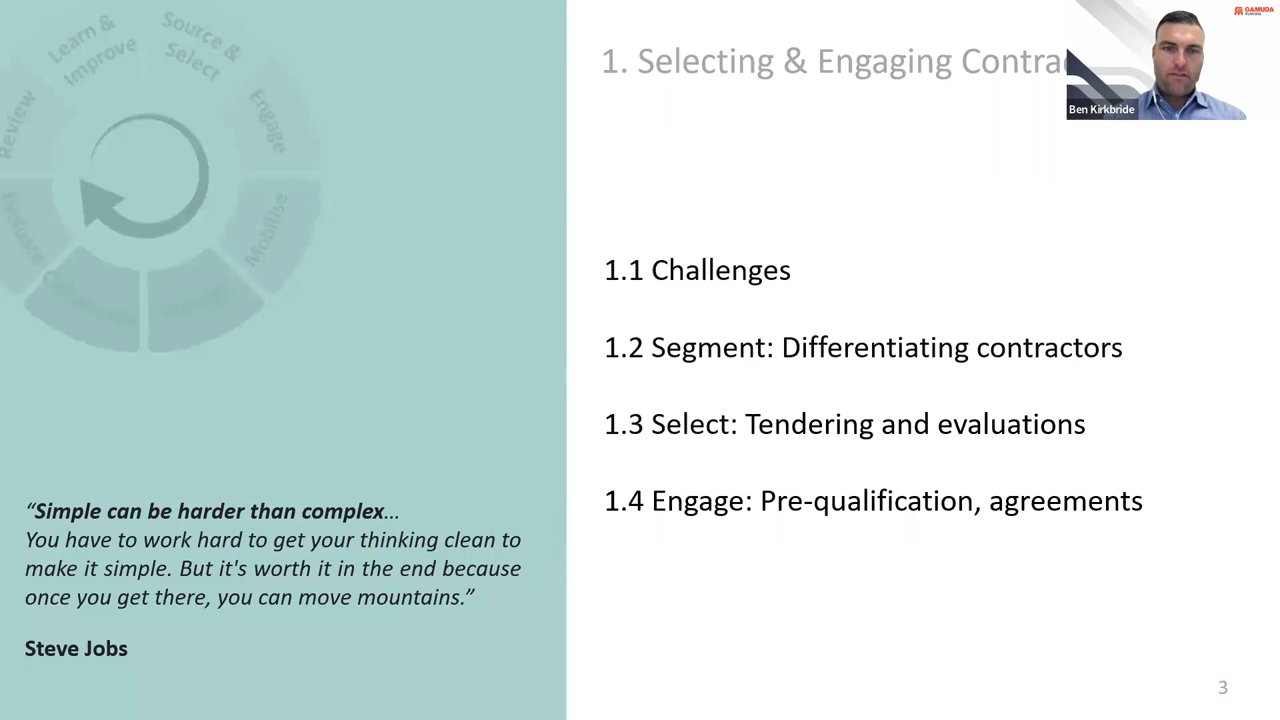 Learn &
Improve
Source &
Select
Engage
Mobilise
Review
1. Selecting & Engaging Contrac
GAMUDA
Australia
Ben Kirkbride
1.1 Challenges
1.2 Segment: Differentiating contractors
1.3 Select: Tendering and evaluations
1.4 Engage: Pre-qualification, agreements
“Simple can be harder than complex...
You have to work hard to get your thinking clean to
make it simple. But it's worth it in the end because
once you get there, you can move mountains.”
Steve Jobs
3